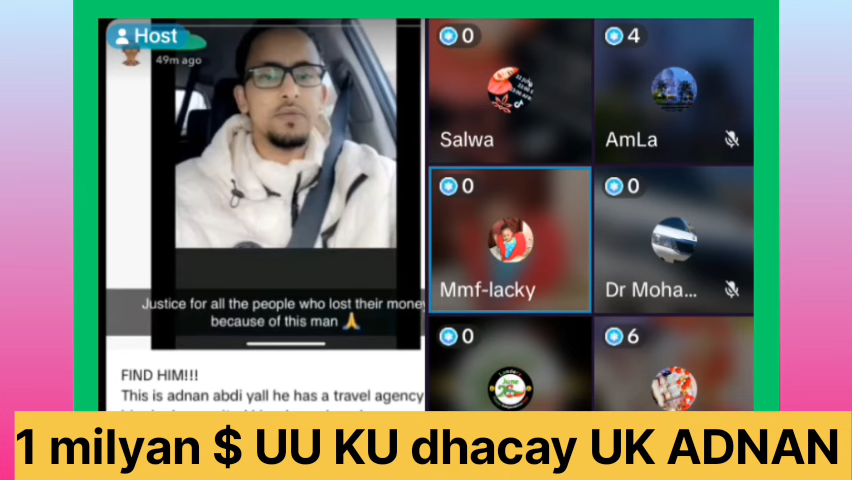 Host
49m ago
Justice for all the people who lost their money
because of this man 🙏
FIND HIM!!!
This is adnan abdi yall he has a travel agency
0
Salwa
4
AmLa
0
Mmf-lacky
0
Dr Moha...
0
June
26
6
1 milyan $ UU KU dhacay UK ADNAN